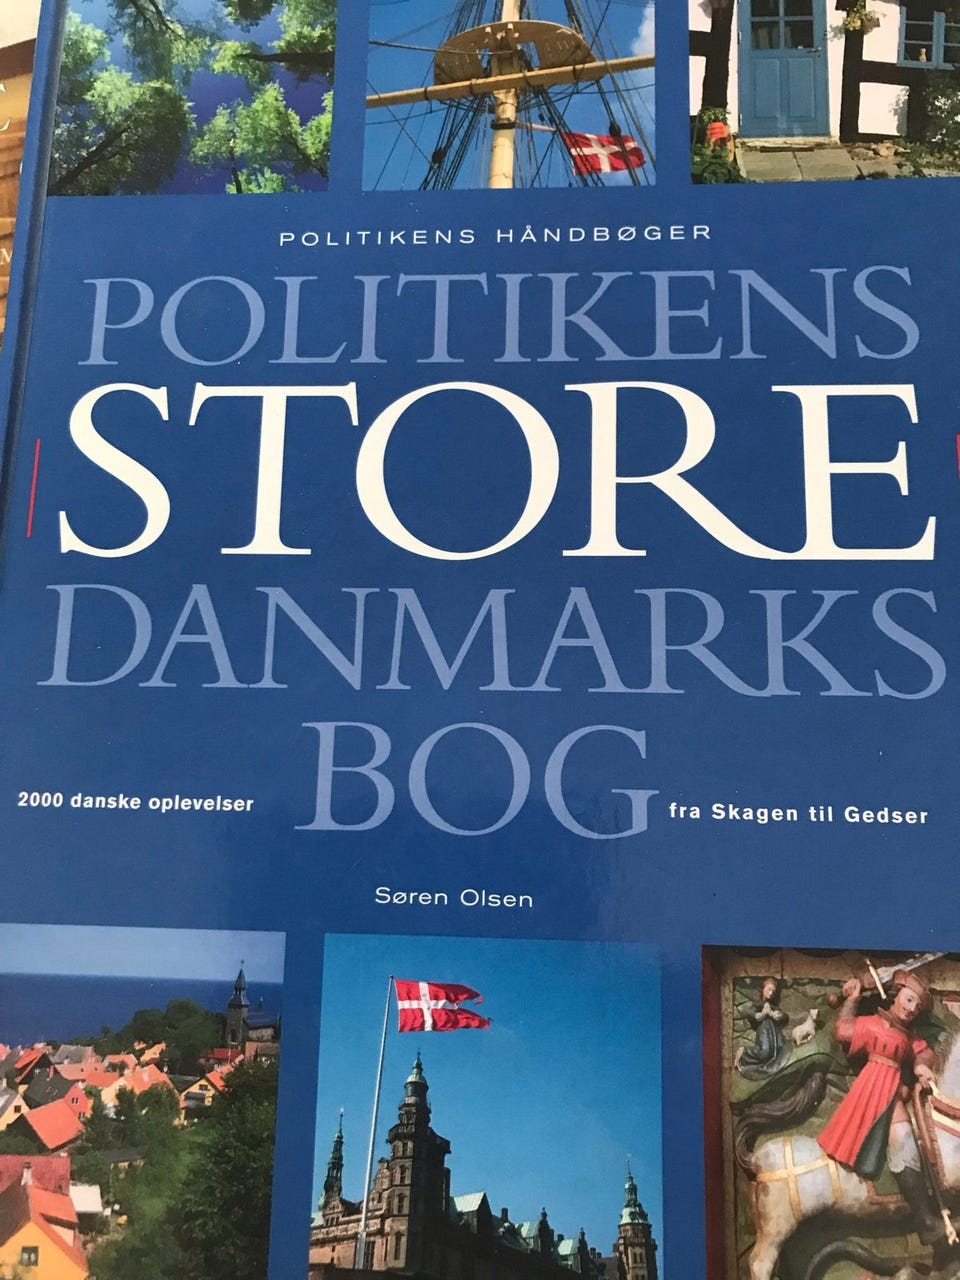 POLITIKENS HÅNDBØGER
POLITIKENS
STORE
DANMARKS
BOG
2000 danske oplevelser
fra Skagen til Gedser
Søren Olsen